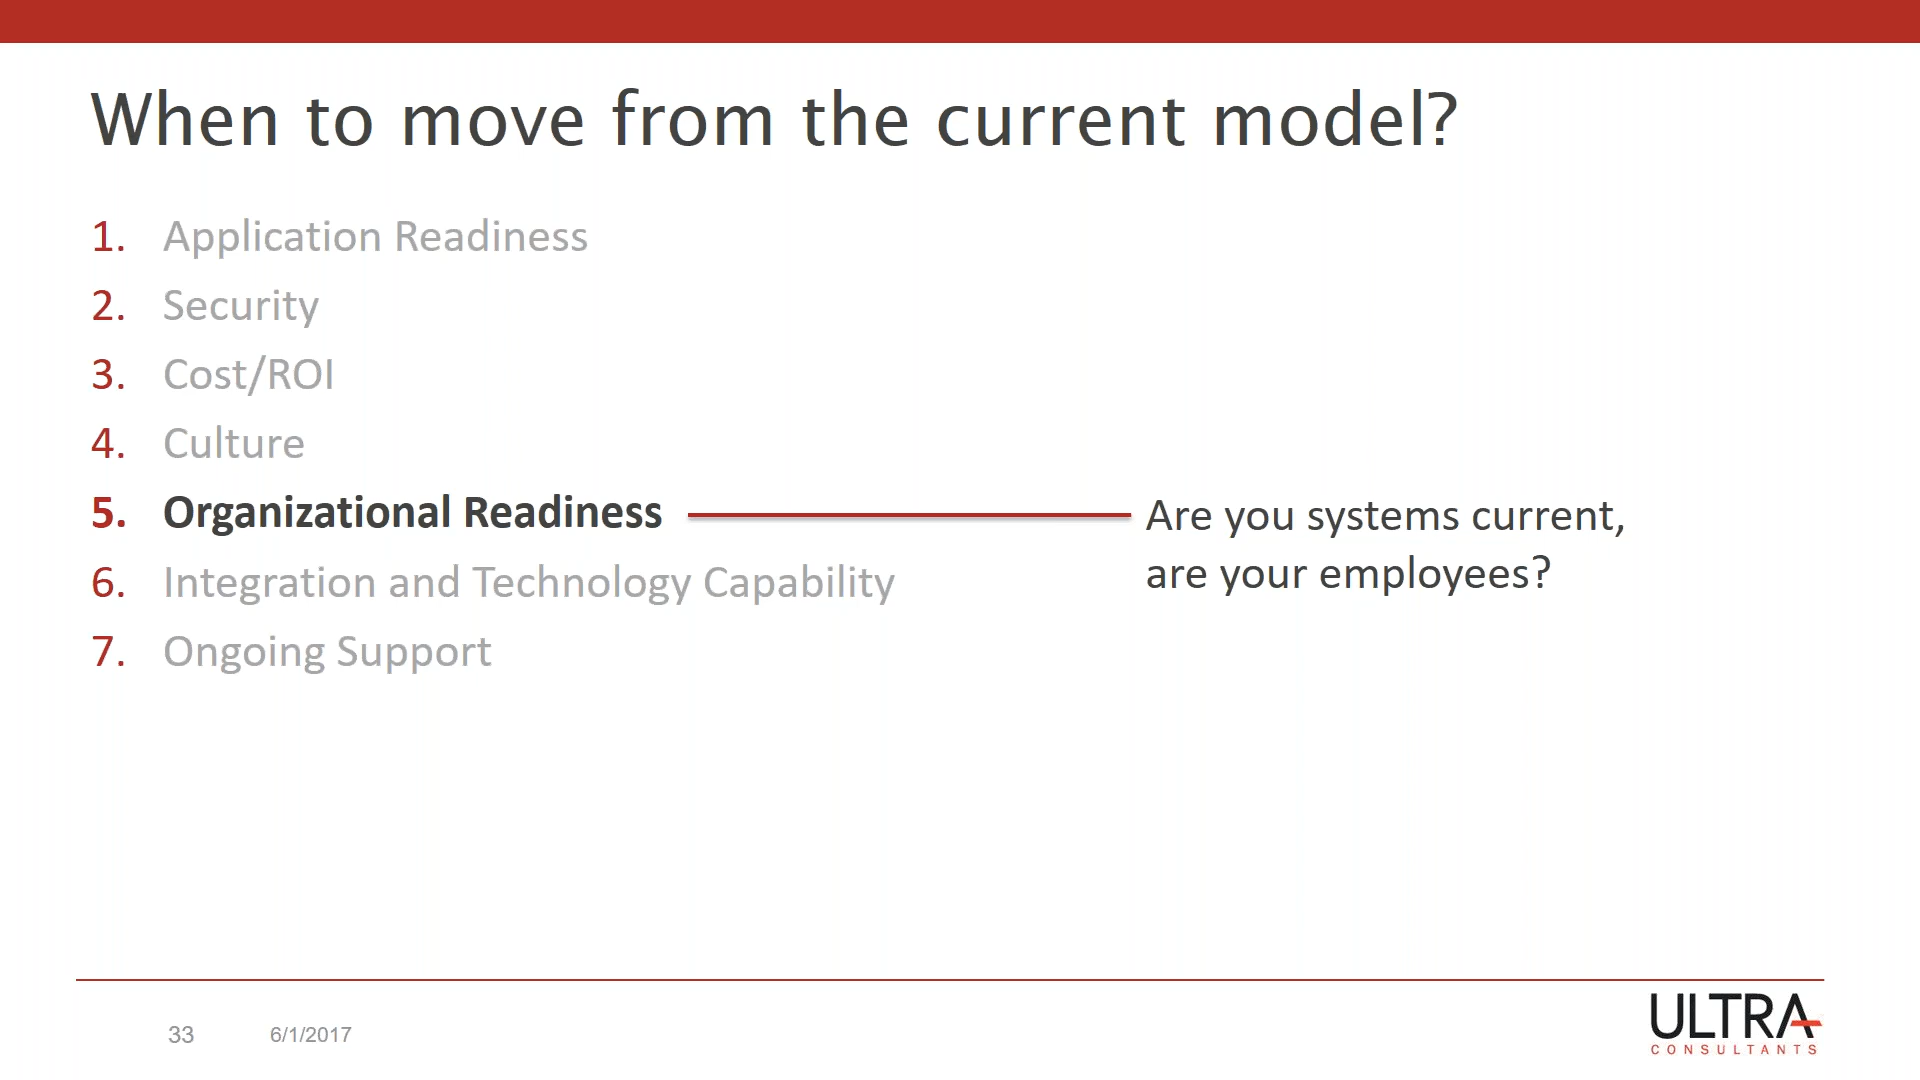 When to move from the current model?
1. Application Readiness
2. Security
3. Cost/ROI
4. Culture
5. Organizational Readiness
Are you systems current,
are your employees?
6. Integration and Technology Capability
7. Ongoing Support
33 6/1/2017
ULTRA
CONSULTANTS